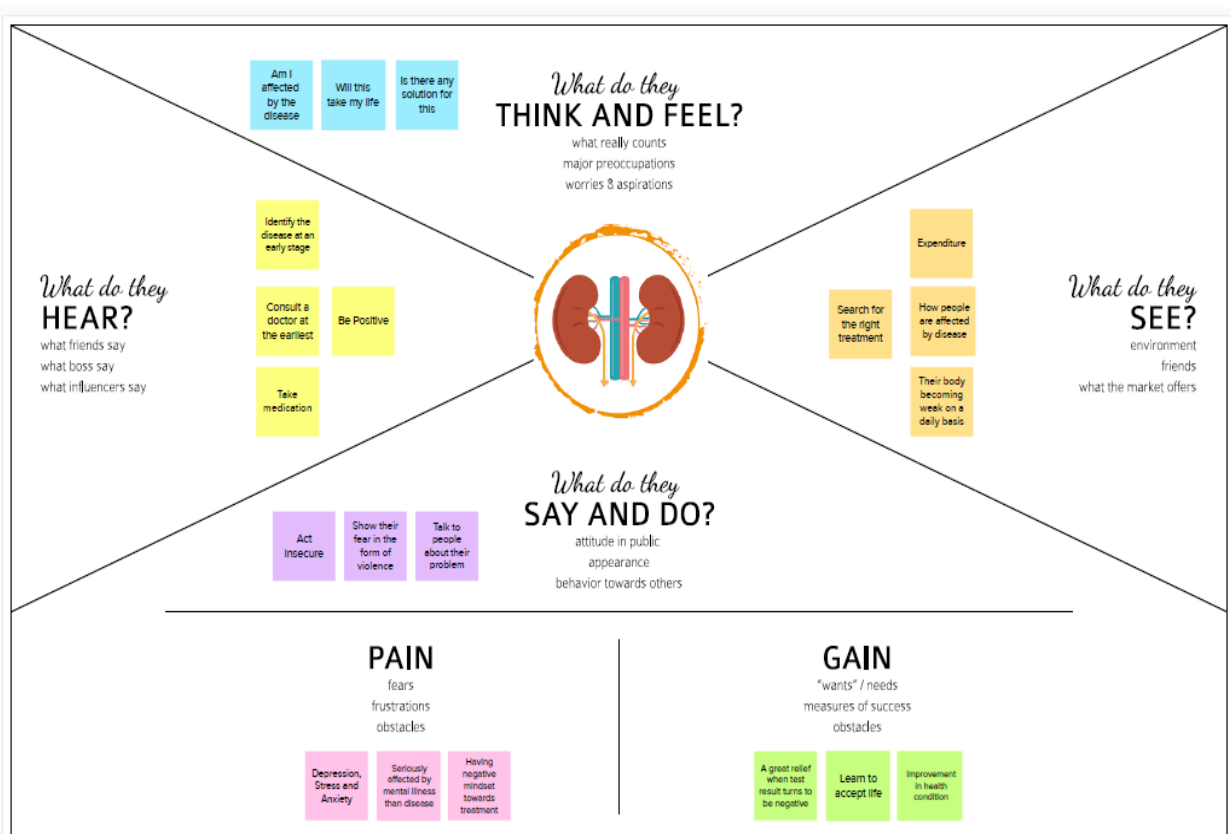 Am I
affected
by the
disease
Will this
take my life
Is there any
solution for
this
What do they
THINK AND FEEL?
what really counts
major preoccupations
worries & aspirations
Identify the
disease at an
early stage
Consult a
doctor at
the earliest
Be Positive
Take
medication
What do they
HEAR?
what friends say
what boss say
what influencers say
Expenditure
Search for
the right
treatment
How people
are affected
by disease
Their body
becoming
weak on a
daily basis
What do they
SEE?
environment
friends
what the market offers
What do they
SAY AND DO?
attitude in public
appearance
behavior towards others
Act
Insecure
Show their
fear in the
form of
violence
Talk to
people
about their
problem
PAIN
fears
frustrations
obstacles
Depression,
Stress and
Anxiety
Seriously
affected by
mental illness
than disease
Having
negative
mindset
towards
treatment
GAIN
"wants" / needs
measures of success
obstacles
A great relief
when test
result turns to
be negative
Learn to
accept life
Improvement
in health
condition